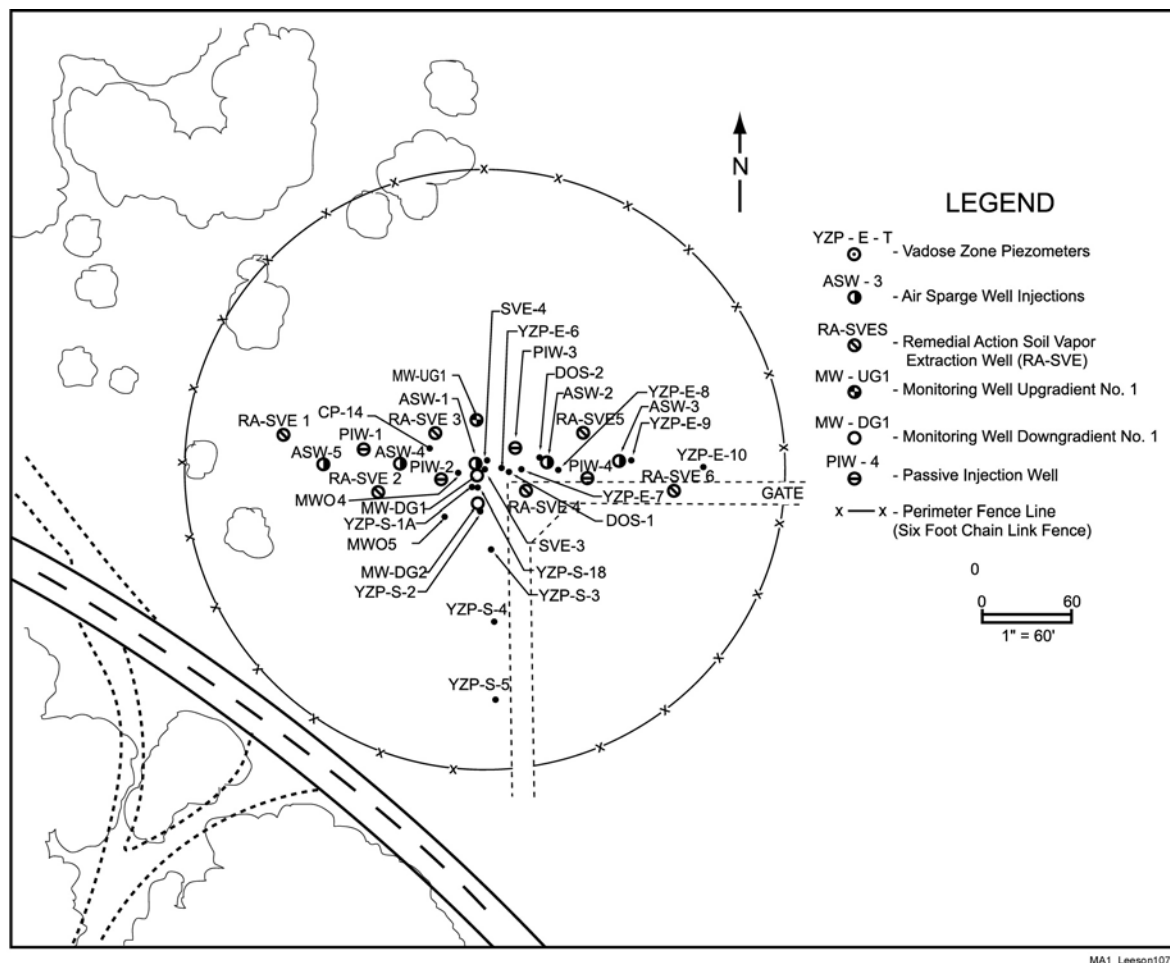 N
SVE-4
YZP-E-6
PIW-3
MW-UG1
DOS-2
ASW-1
ASW-2
YZP-E-8
CP-14
RA-SVE 3
RA-SVE5
ASW-3
RA-SVE 1
YZP-E-9
PIW-1
ASW-5
ASW-4
PIW-4
YZP-E-10
RA-SVE 2
PIW-2
RA-SVE 6
MWO4
YZP-E-7
GATE
MW-DG1
RA-SVE 4
YZP-S-1A
DOS-1
MWO5
SVE-3
MW-DG2
YZP-S-18
YZP-S-2
YZP-S-3
YZP-S-4
YZP-S-5
LEGEND
YZP - E - T
- Vadose Zone Piezometers
ASW - 3
- Air Sparge Well Injections
RA-SVES
- Remedial Action Soil Vapor
Extraction Well (RA-SVE)
MW - UG1
- Monitoring Well Upgradient No. 1
MW - DG1
- Monitoring Well Downgradient No. 1
PIW - 4
- Passive Injection Well
x — x - Perimeter Fence Line
(Six Foot Chain Link Fence)
0
0 60
1" = 60'
MA1_Leeson107